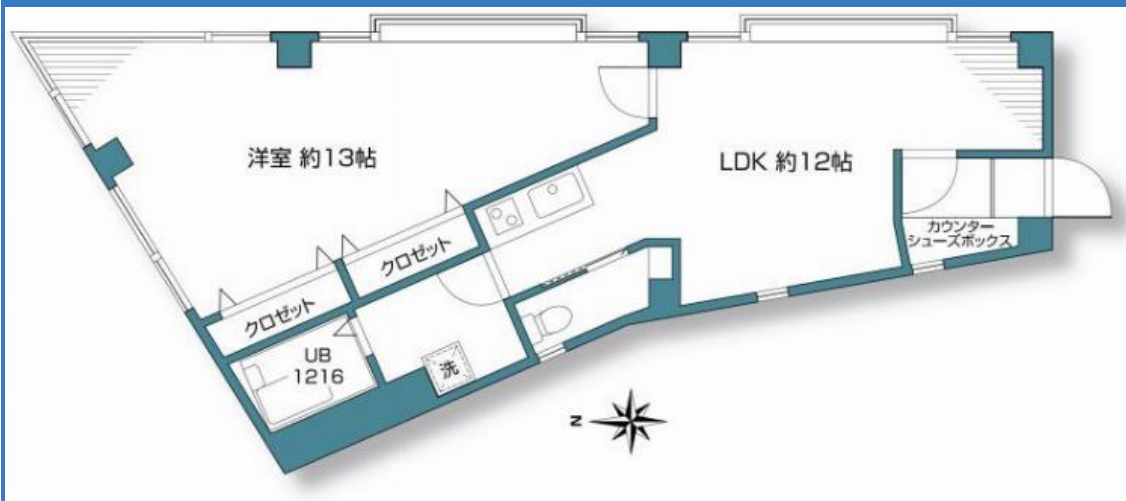 洋室 約13帖
LDK 約12帖
カウンター
シューズボックス
クロゼット
クロゼット
UB
1216
洗
N